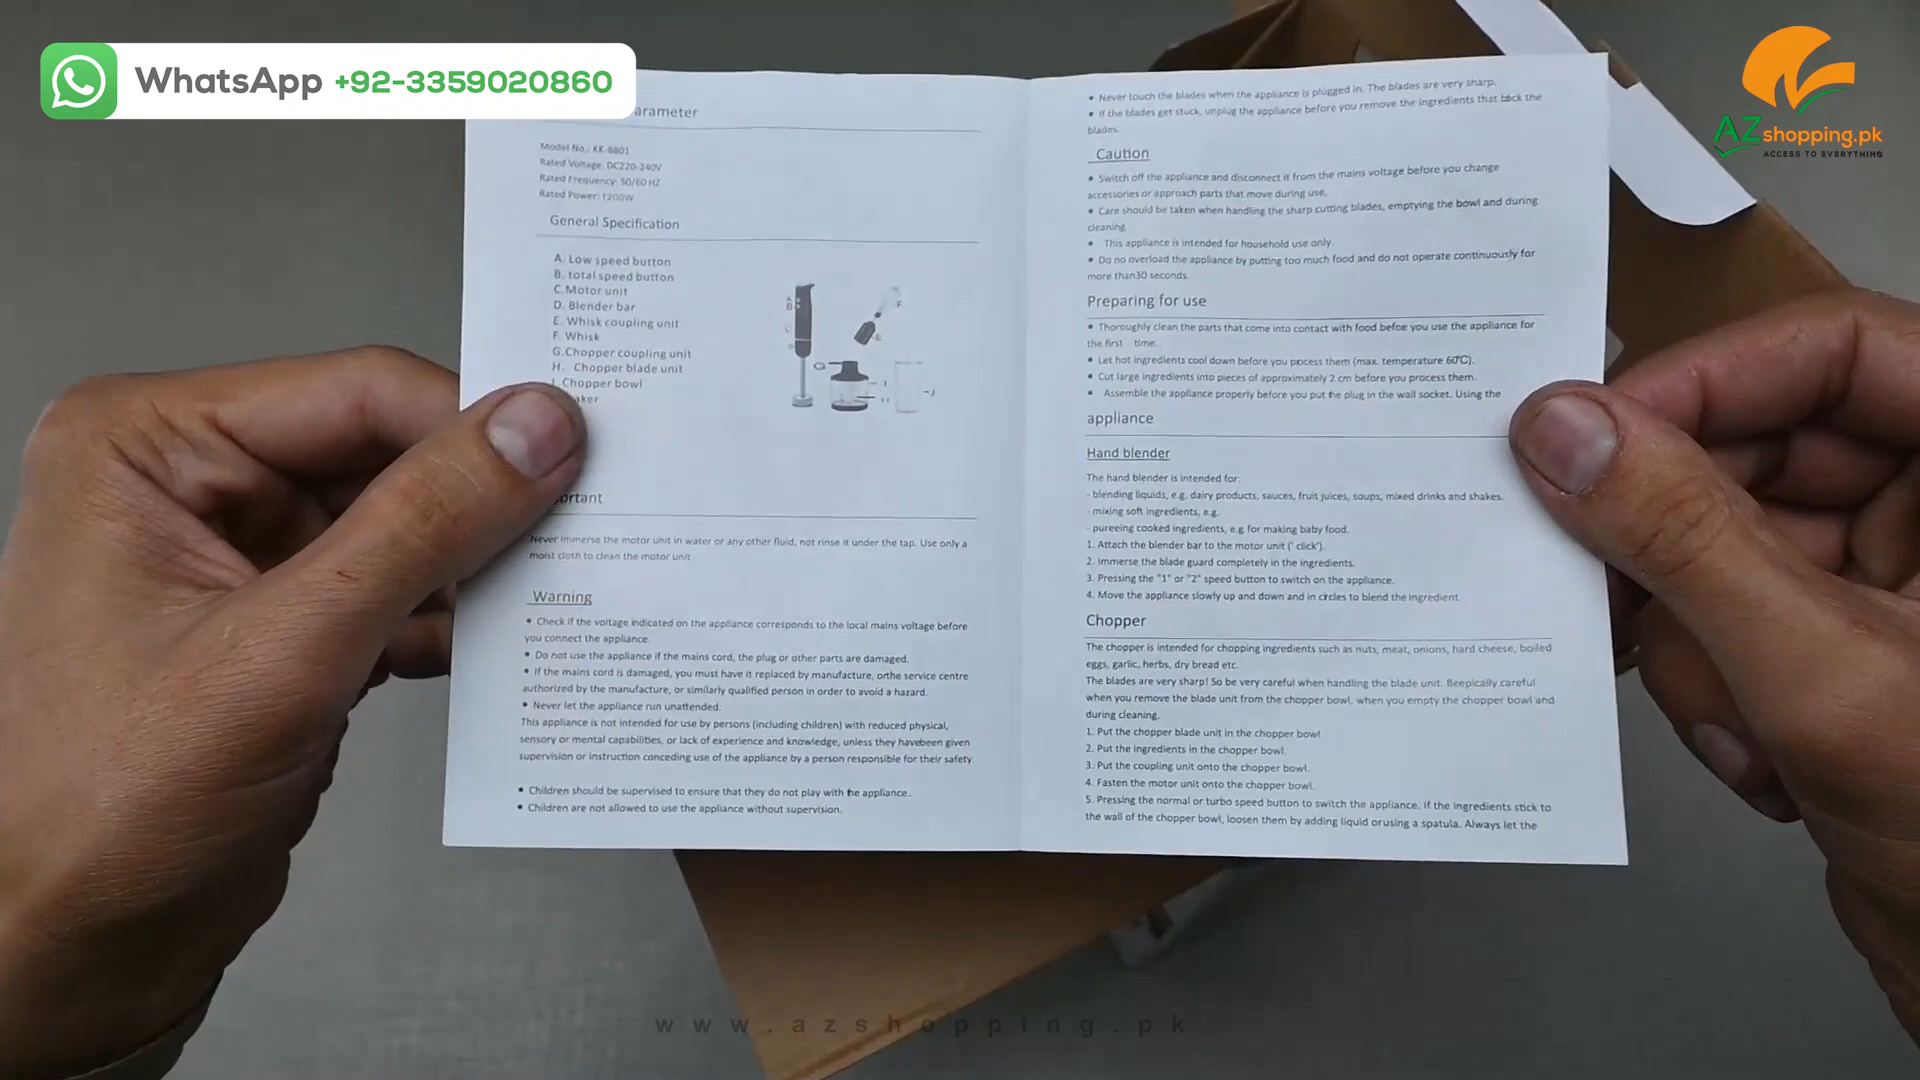 WhatsApp +92-3359020860
AZshopping.pk
ACCESS TO EVERYTHING
arameter
Model No.: KK-8801
Rated Voltage: DC220-240V
Rated Frequency: 50/60 HZ
Rated Power: 1200W
General Specification
A. Low speed button
B. total speed button
C.Motor unit
D. Blender bar
E. Whisk coupling unit
F. Whisk
G.Chopper coupling unit
H. Chopper blade unit
I. Chopper bowl
aker
ortant
Never immerse the motor unit in water or any other fluid, not rinse it under the tap. Use only a
moist cloth to clean the motor unit.
Warning
• Check if the voltage indicated on the appliance corresponds to the local mains voltage before
you connect the appliance.
• Do not use the appliance if the mains cord, the plug or other parts are damaged.
• If the mains cord is damaged, you must have it replaced by manufacture, orthe service centre
authorized by the manufacture, or similarly qualified person in order to avoid a hazard.
• Never let the appliance run unattended.
This appliance is not intended for use by persons (including children) with reduced physical,
sensory or mental capabilities, or lack of experience and knowledge, unless they havebeen given
supervision or instruction conceding use of the appliance by a person responsible for their safety.
• Children should be supervised to ensure that they do not play with he appliance..
• Children are not allowed to use the appliance without supervision.
• Never touch the blades when the appliance is plugged in. The blades are very sharp.
• If the blades get stuck, unplug the appliance before you remove the ingredients that back the
blades.
Caution
• Switch off the appliance and disconnect it from the mains voltage before you change
accessories or approach parts that move during use.
• Care should be taken when handling the sharp cutting blades, emptying the bowl and during
cleaning.
• This appliance is intended for household use only.
• Do no overload the appliance by putting too much food and do not operate continuously for
more than30 seconds.
Preparing for use
• Thoroughly clean the parts that come into contact with food befoe you use the appliance for
the first time.
• Let hot ingredients cool down before you pocess them (max. temperature 60℃).
• Cut large ingredients into pieces of approximately 2 cm before you process them.
• Assemble the appliance properly before you put the plug in the wall socket. Using the
appliance
Hand blender
The hand blender is intended for:
- blending liquids, e.g. dairy products, sauces, fruit juices, soups, mixed drinks and shakes.
- mixing soft ingredients, e.g.
- pureeing cooked ingredients, e.g for making baby food.
1. Attach the blender bar to the motor unit (' click').
2. Immerse the blade guard completely in the ingredients.
3. Pressing the "1" or "2" speed button to switch on the appliance.
4. Move the appliance slowly up and down and in circles to blend the ingredient.
Chopper
The chopper is intended for chopping ingredients such as nuts, meat, onions, hard cheese, boiled
eggs, garlic, herbs, dry bread etc.
The blades are very sharp! So be very careful when handling the blade unit. Beepically careful
when you remove the blade unit from the chopper bowl, when you empty the chopper bowl and
during cleaning.
1. Put the chopper blade unit in the chopper bowl
2. Put the ingredients in the chopper bowl.
3. Put the coupling unit onto the chopper bowl.
4. Fasten the motor unit onto the chopper bowl.
5. Pressing the normal or turbo speed button to switch the appliance. If the ingredients stick to
the wall of the chopper bowl, loosen them by adding liquid orusing a spatula. Always let the
www.azshopping.pk